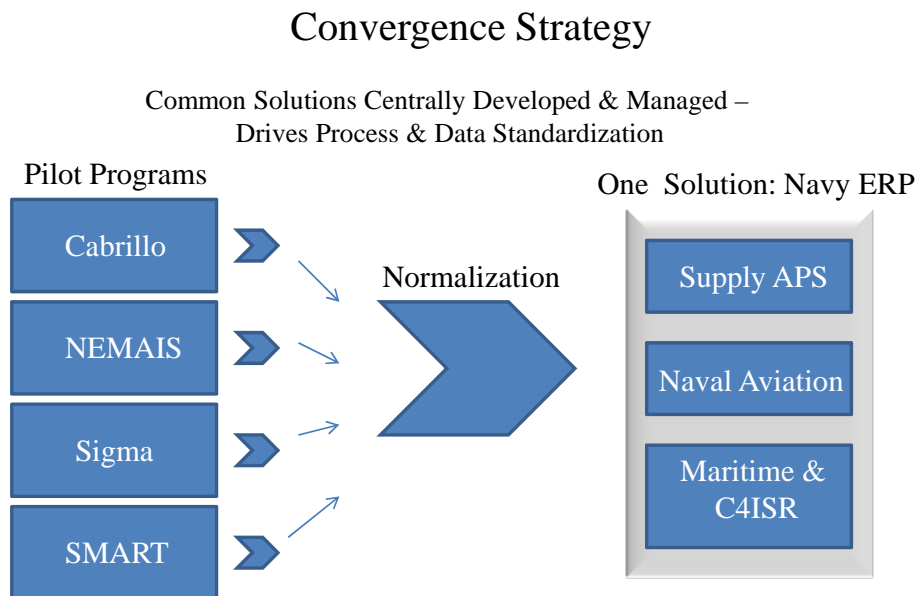 Convergence Strategy
Common Solutions Centrally Developed & Managed –
Drives Process & Data Standardization
Pilot Programs
Cabrillo
NEMAIS
Sigma
SMART
Normalization
One Solution: Navy ERP
Supply APS
Naval Aviation
Maritime &
C4ISR